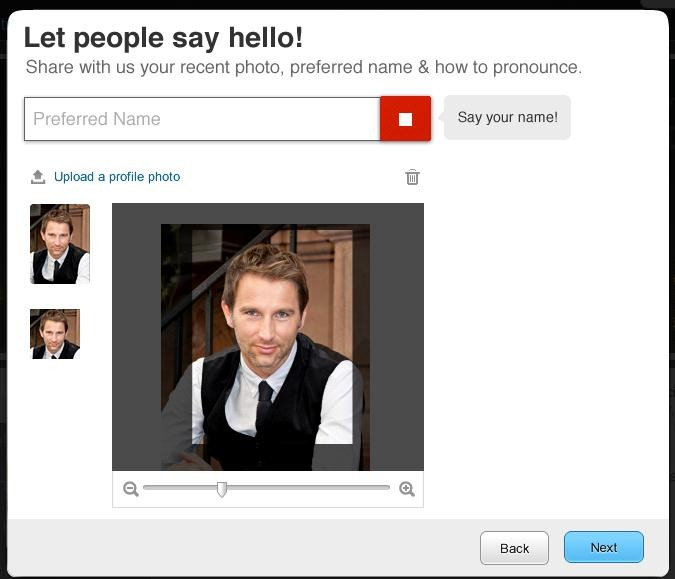 Let people say hello!
Share with us your recent photo, preferred name & how to pronounce.
Preferred Name
Say your name!
Upload a profile photo
Back
Next